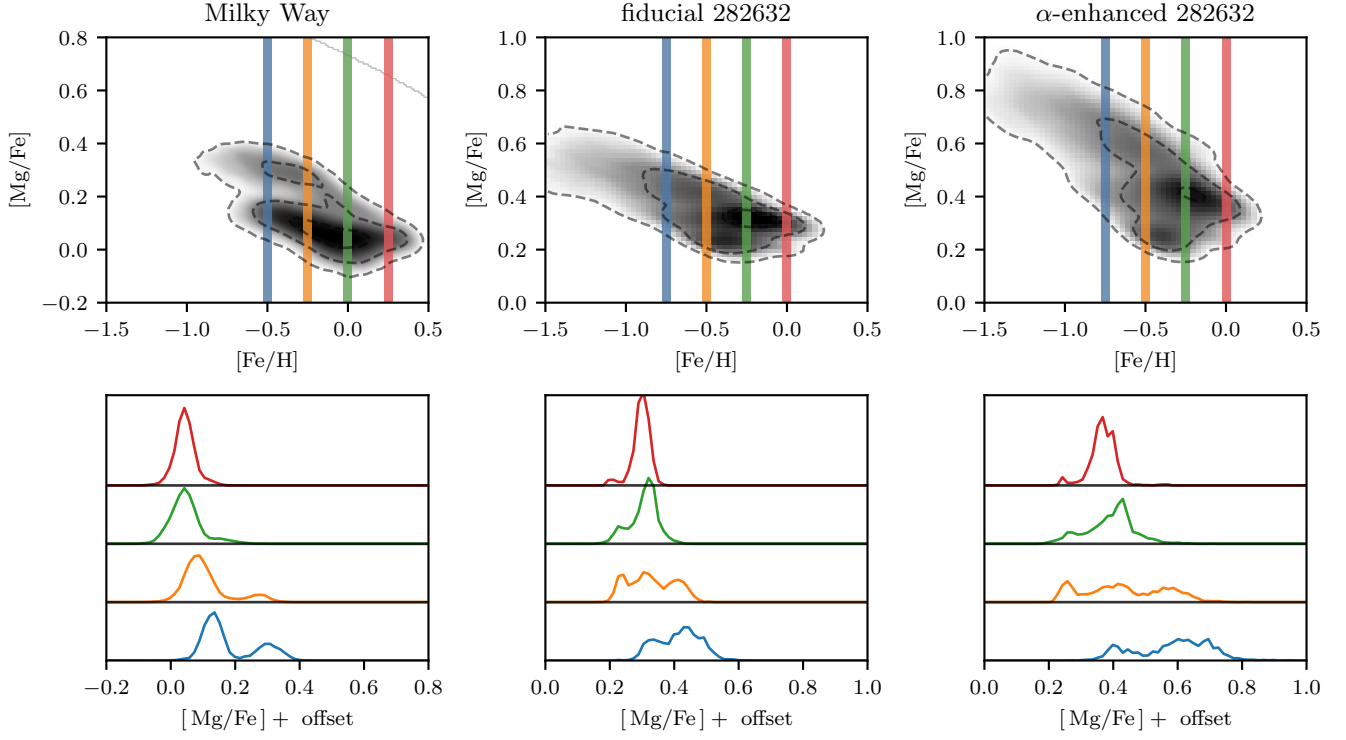 Milky Way
fiducial 282632
α-enhanced 282632
0.8
0.6
0.4
0.2
0.0
−0.2
[Mg/Fe]
−1.5 −1.0 −0.5 0.0 0.5
[Fe/H]
1.0
0.8
0.6
0.4
0.2
0.0
[Mg/Fe]
−1.5 −1.0 −0.5 0.0 0.5
[Fe/H]
1.0
0.8
0.6
0.4
0.2
0.0
[Mg/Fe]
−1.5 −1.0 −0.5 0.0 0.5
[Fe/H]
−0.2 0.0 0.2 0.4 0.6 0.8
[Mg/Fe] + offset
0.0 0.2 0.4 0.6 0.8 1.0
[Mg/Fe] + offset
0.0 0.2 0.4 0.6 0.8 1.0
[Mg/Fe] + offset